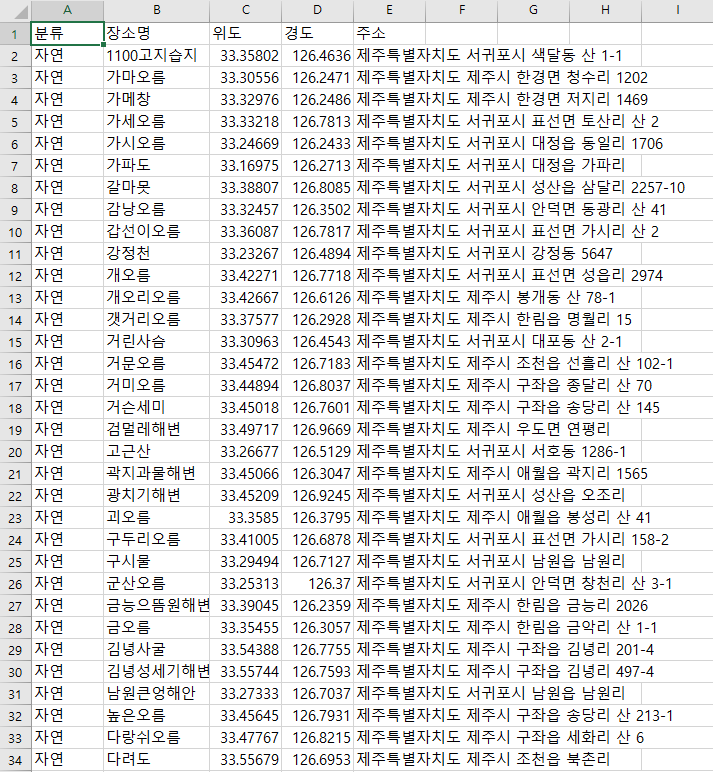 A B C D E F G H I
1 분류 장소명 위도 경도 주소
2 자연 1100고지습지 33.35802 126.4636 제주특별자치도 서귀포시 색달동 산 1-1
3 자연 가마오름 33.30556 126.2471 제주특별자치도 제주시 한경면 청수리 1202
4 자연 가메창 33.32976 126.2486 제주특별자치도 제주시 한경면 저지리 1469
5 자연 가세오름 33.33218 126.7813 제주특별자치도 서귀포시 표선면 토산리 산 2
6 자연 가시오름 33.24669 126.2433 제주특별자치도 서귀포시 대정읍 동일리 1706
7 자연 가파도 33.16975 126.2713 제주특별자치도 서귀포시 대정읍 가파리
8 자연 갈마못 33.38807 126.8085 제주특별자치도 서귀포시 성산읍 삼달리 2257-10
9 자연 감낭오름 33.32457 126.3502 제주특별자치도 서귀포시 안덕면 동광리 산 41
10 자연 갑선이오름 33.36087 126.7817 제주특별자치도 서귀포시 표선면 가시리 산 2
11 자연 강정천 33.23267 126.4894 제주특별자치도 서귀포시 강정동 5647
12 자연 개오름 33.42271 126.7718 제주특별자치도 서귀포시 표선면 성읍리 2974
13 자연 개오리오름 33.42667 126.6126 제주특별자치도 제주시 봉개동 산 78-1
14 자연 갯거리오름 33.37577 126.2928 제주특별자치도 제주시 한림읍 명월리 15
15 자연 거린사슴 33.30963 126.4543 제주특별자치도 서귀포시 대포동 산 2-1
16 자연 거문오름 33.45472 126.7183 제주특별자치도 제주시 조천읍 선흘리 산 102-1
17 자연 거미오름 33.44894 126.8037 제주특별자치도 제주시 구좌읍 종달리 산 70
18 자연 거슨세미 33.45018 126.7601 제주특별자치도 제주시 구좌읍 송당리 산 145
19 자연 검멀레해변 33.49717 126.9669 제주특별자치도 제주시 우도면 연평리
20 자연 고근산 33.26677 126.5129 제주특별자치도 서귀포시 서호동 1286-1
21 자연 곽지과물해변 33.45066 126.3047 제주특별자치도 제주시 애월읍 곽지리 1565
22 자연 광치기해변 33.45209 126.9245 제주특별자치도 서귀포시 성산읍 오조리
23 자연 괴오름 33.3585 126.3795 제주특별자치도 제주시 애월읍 봉성리 산 41
24 자연 구두리오름 33.41005 126.6878 제주특별자치도 서귀포시 표선면 가시리 158-2
25 자연 구시물 33.29494 126.7127 제주특별자치도 서귀포시 남원읍 남원리
26 자연 군산오름 33.25313 126.37 제주특별자치도 서귀포시 안덕면 창천리 산 3-1
27 자연 금능으뜸원해변 33.39045 126.2359 제주특별자치도 제주시 한림읍 금능리 2026
28 자연 금오름 33.35455 126.3057 제주특별자치도 제주시 한림읍 금악리 산 1-1
29 자연 김녕사굴 33.54388 126.7755 제주특별자치도 제주시 구좌읍 김녕리 201-4
30 자연 김녕성세기해변 33.55744 126.7593 제주특별자치도 제주시 구좌읍 김녕리 497-4
31 자연 남원큰엉해안 33.27333 126.7037 제주특별자치도 서귀포시 남원읍 남원리
32 자연 높은오름 33.45645 126.7931 제주특별자치도 제주시 구좌읍 송당리 산 213-1
33 자연 다랑쉬오름 33.47767 126.8215 제주특별자치도 제주시 구좌읍 세화리 산 6
34 자연 다려도 33.55679 126.6953 제주특별자치도 제주시 조천읍 북촌리